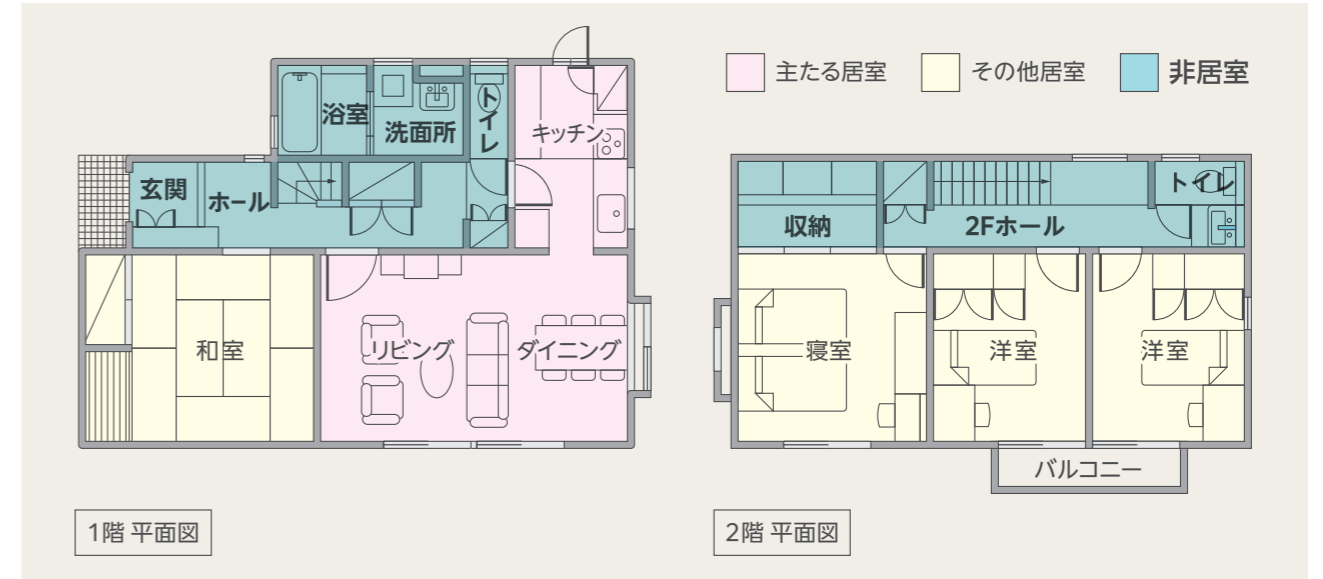 主たる居室
その他居室
非居室
浴室
洗面所
トイレ
キッチン
玄関
ホール
和室
リビング
ダイニング
1階 平面図
トイレ
収納
2Fホール
寝室
洋室
洋室
バルコニー
2階 平面図